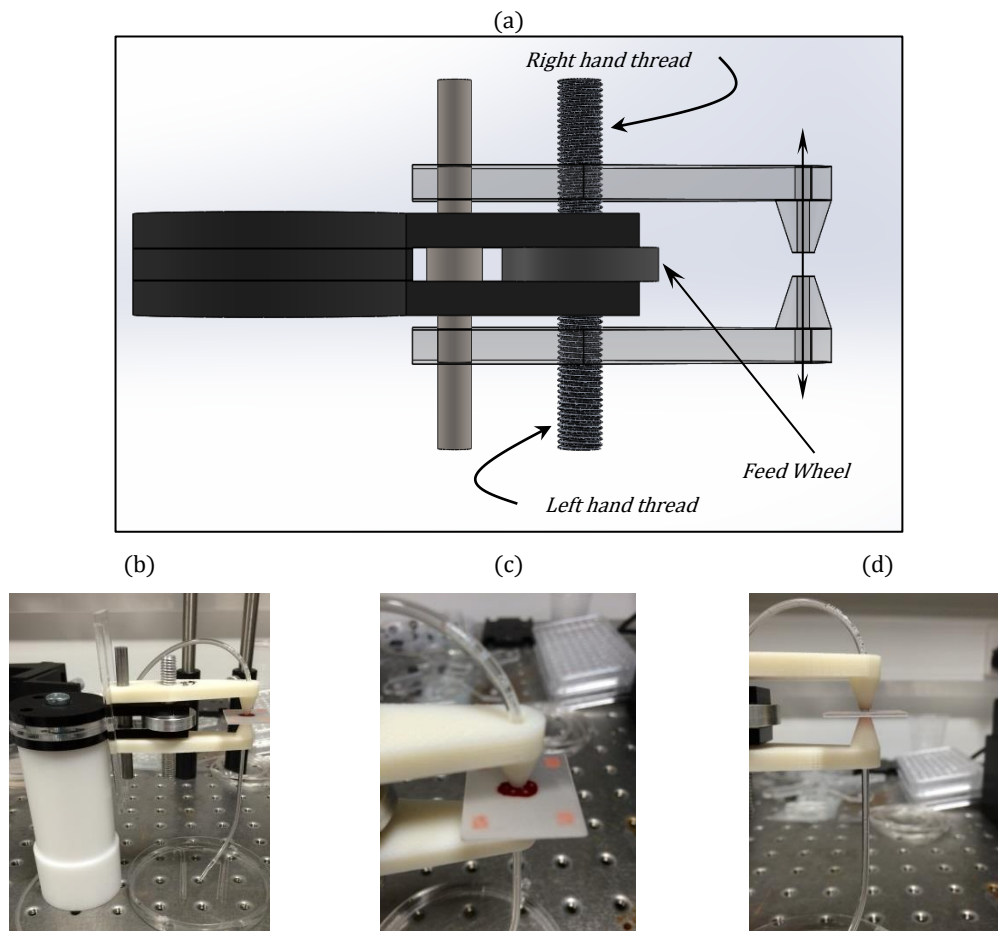 (a)
Right hand thread
Feed Wheel
Left hand thread
(b)
(c)
(d)